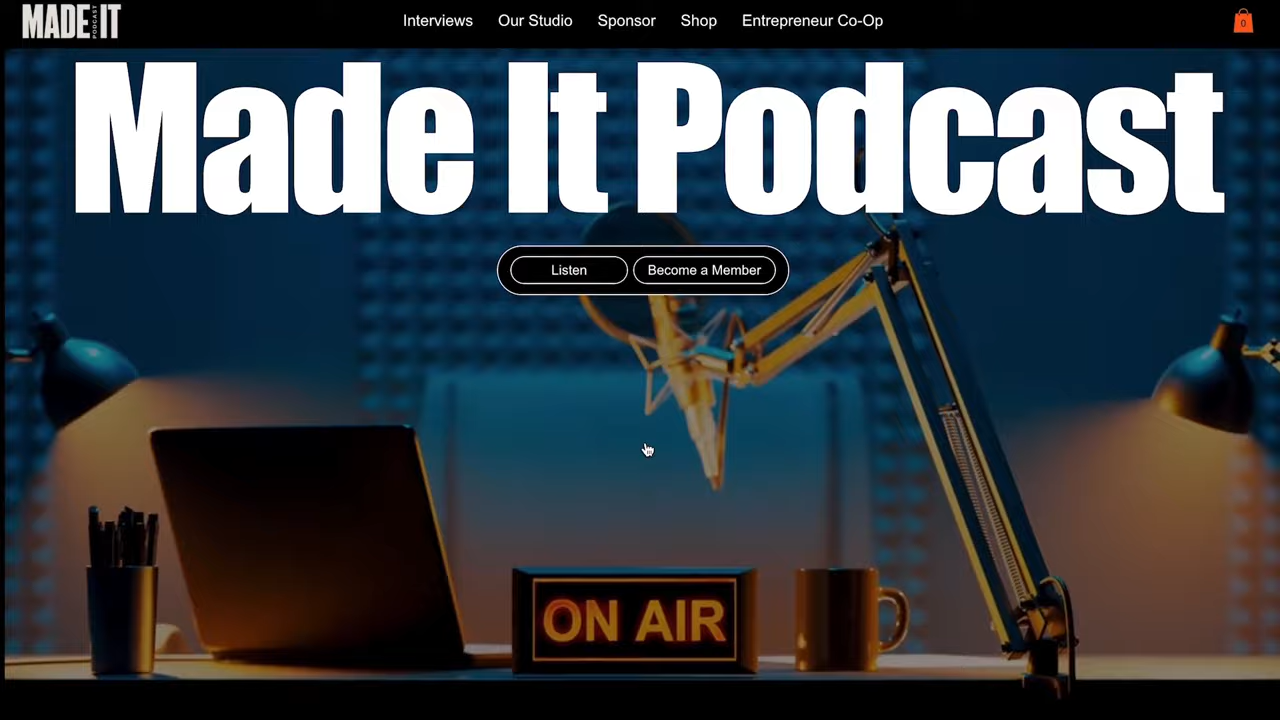 MADE IT PODCAST
Interviews Our Studio Sponsor Shop Entrepreneur Co-Op
0
Made It Podcast
Listen Become a Member
ON AIR